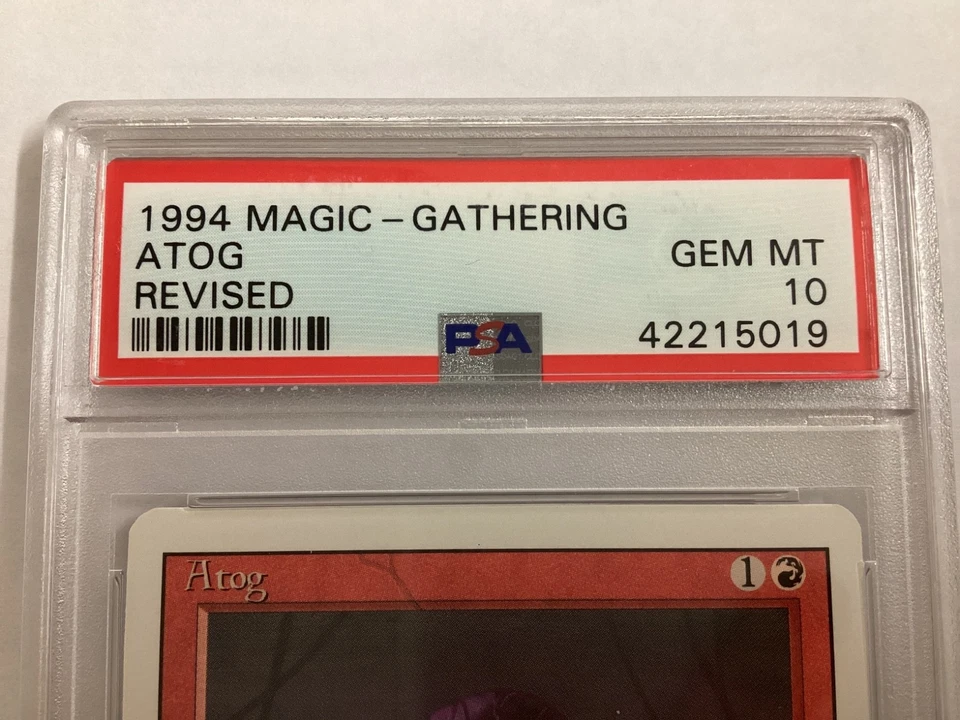 1994 MAGIC – GATHERING
ATOG
GEM MT
REVISED
10
PSA
42215019
Atog
1